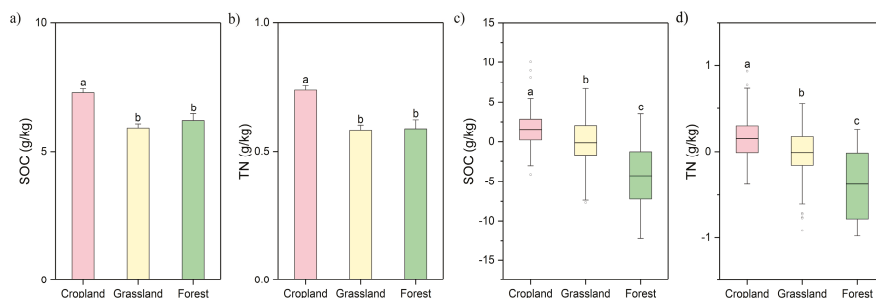 a)
10
5
0
SOC (g/kg)
a
b
b
Cropland Grassland Forest
b)
1.0
0.5
0.0
TN (g/kg)
a
b
b
Cropland Grassland Forest
c)
15
10
5
0
-5
-10
-15
SOC (g/kg)
a
b
c
Cropland Grassland Forest
d)
1
0
-1
TN (g/kg)
a
b
c
Cropland Grassland Forest